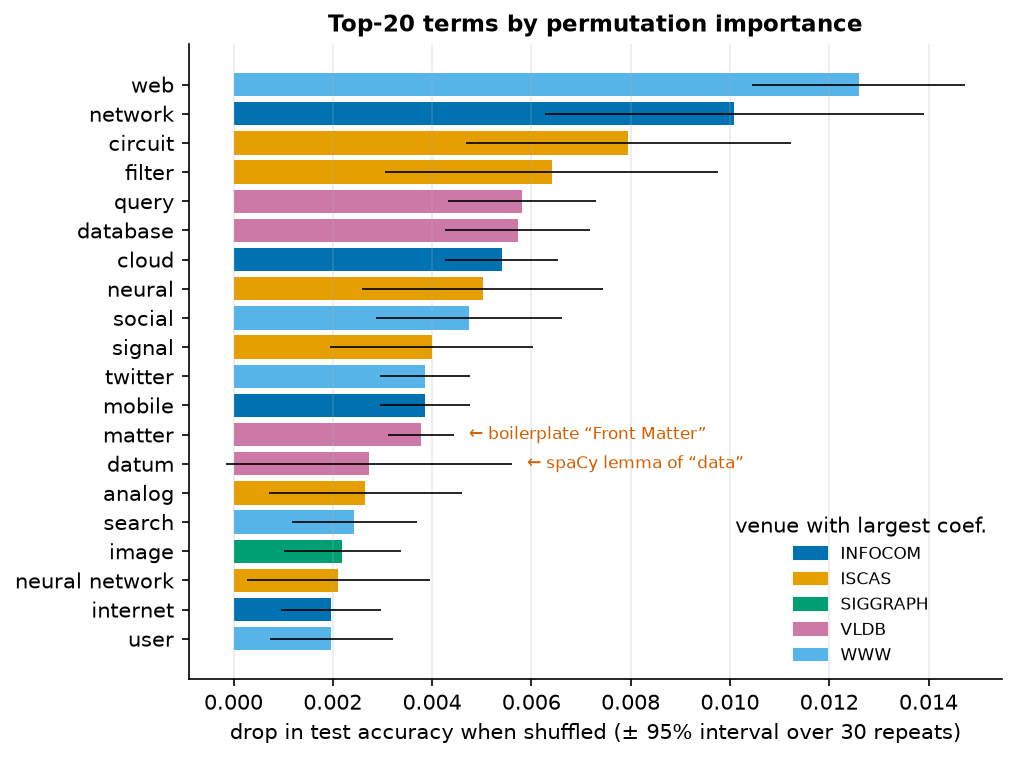 Top-20 terms by permutation importance
web
network
circuit
filter
query
database
cloud
neural
social
signal
twitter
mobile
matter
← boilerplate “Front Matter”
datum
← spaCy lemma of “data”
analog
search
image
neural network
internet
user
venue with largest coef.
INFOCOM
ISCAS
SIGGRAPH
VLDB
WWW
0.000 0.002 0.004 0.006 0.008 0.010 0.012 0.014
drop in test accuracy when shuffled (± 95% interval over 30 repeats)